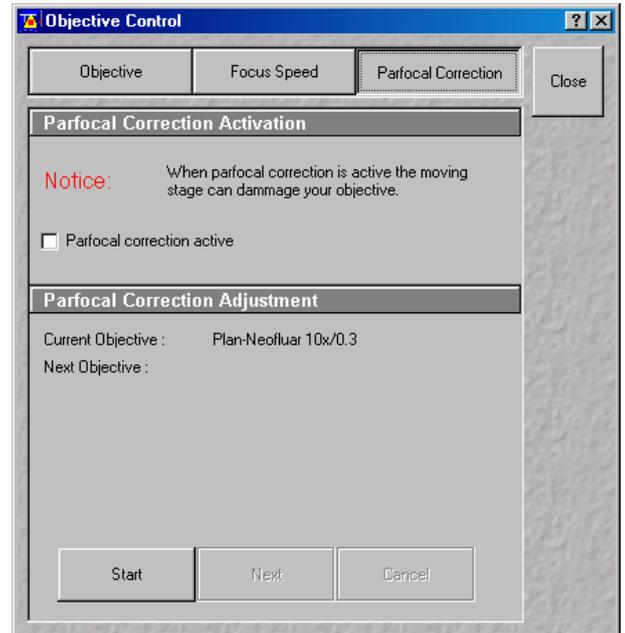 Objective Control
Objective
Focus Speed
Parfocal Correction
Close
Parfocal Correction Activation
Notice:
When parfocal correction is active the moving
stage can dammage your objective.
Parfocal correction active
Parfocal Correction Adjustment
Current Objective : Plan-Neofluar 10x/0.3
Next Objective :
Start
Next
Cancel